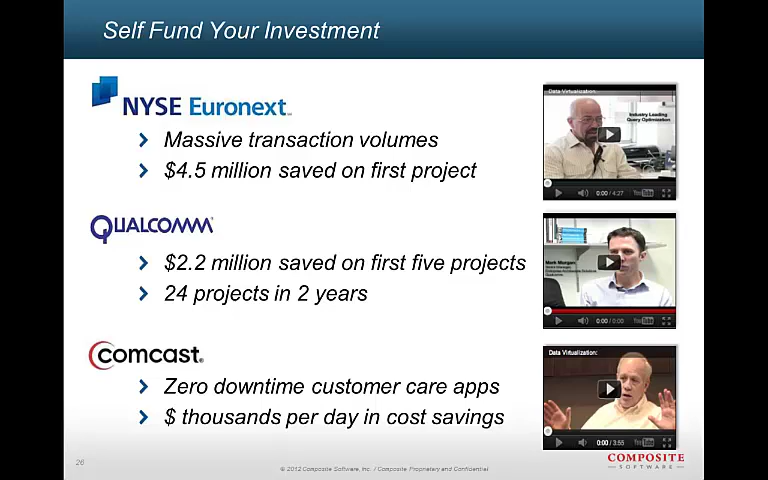 Self Fund Your Investment
NYSE Euronext
Massive transaction volumes
$4.5 million saved on first project
Data Virtualization:
Industry Leading
Query Optimization
0:00 / 4:27
YouTube
QUALCOMM
$2.2 million saved on first five projects
24 projects in 2 years
Mark Morgan
0:00 / 0:00
YouTube
comcast®
Zero downtime customer care apps
$ thousands per day in cost savings
Data Virtualization:
0:00 / 3:55
YouTube
26
© 2012 Composite Software, Inc. / Composite Proprietary and Confidential
COMPOSITE
SOFTWARE